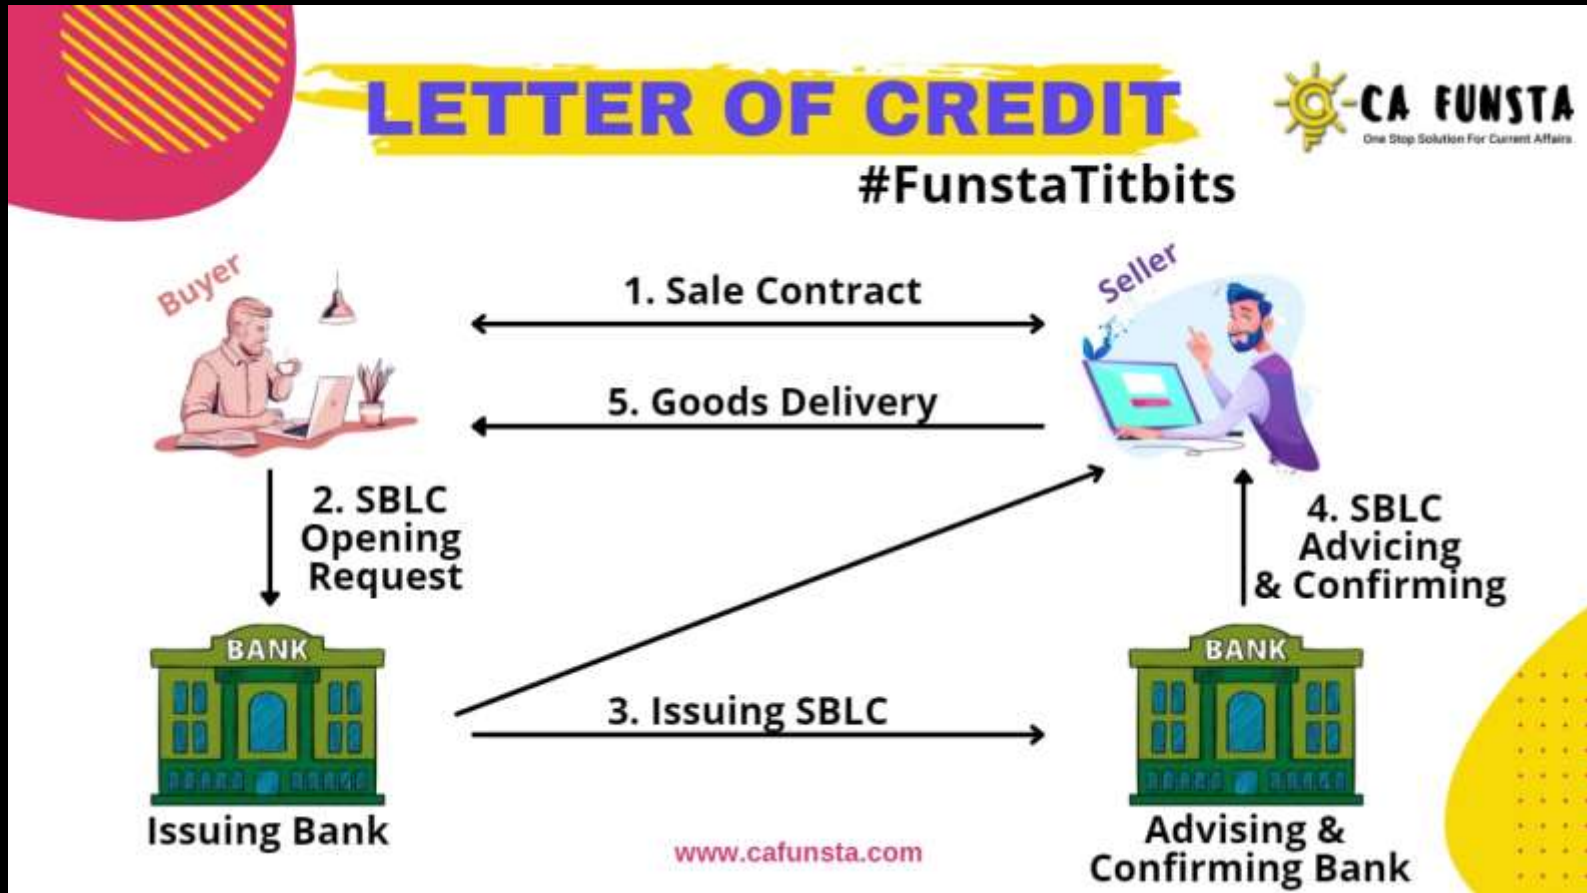 LETTER OF CREDIT
CA FUNSTA
One Stop Solution For Current Affairs
#FunstaTitbits
Buyer
Seller
1. Sale Contract
5. Goods Delivery
2. SBLC
Opening
Request
4. SBLC
Advicing
& Confirming
BANK
BANK
3. Issuing SBLC
Issuing Bank
Advising &
Confirming Bank
www.cafunsta.com